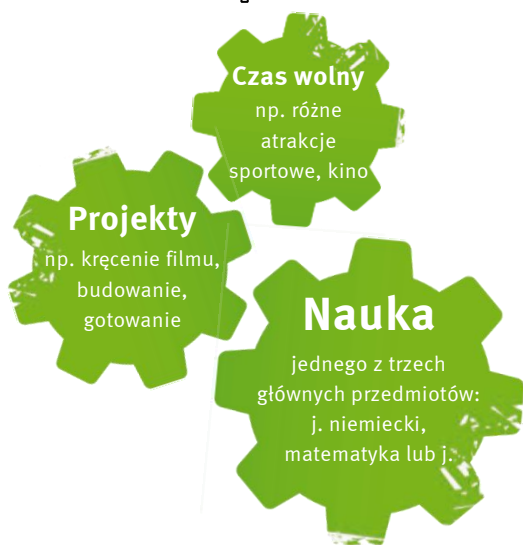 Czas wolny
np. różne
atrakcje
sportowe, kino
Projekty
np. kręcenie filmu,
budowanie,
gotowanie
Nauka
jednego z trzech
głównych przedmiotów:
j. niemiecki,
matematyka lub j.